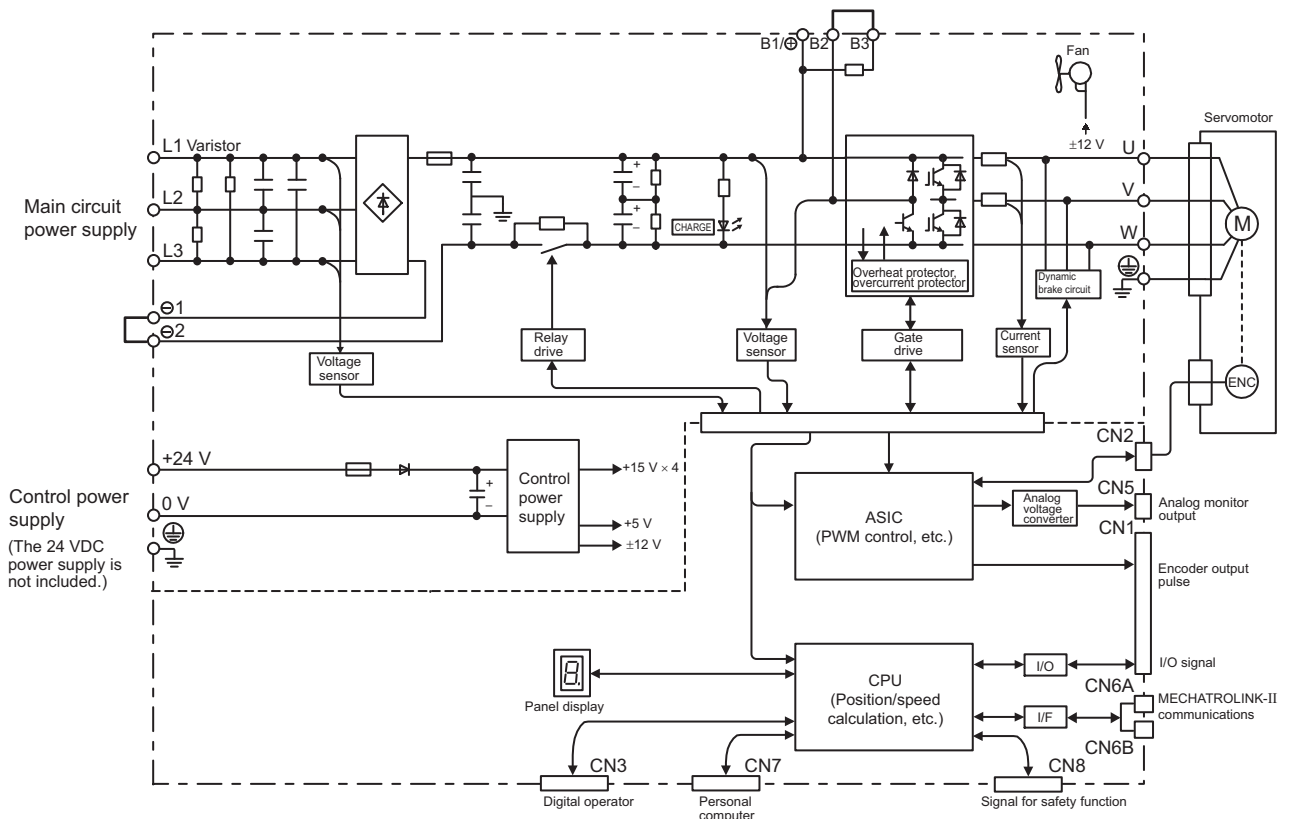 B1/⊕ B2 B3
Fan
±12 V
Servomotor
L1 Varistor
L2
L3
Main circuit
power supply
U
V
W
M
CHARGE
Overheat protector,
overcurrent protector
Dynamic
brake circuit
⊖1
⊖2
Voltage
sensor
Relay
drive
Voltage
sensor
Gate
drive
Current
sensor
ENC
+
–
+
–
CN2
+24 V
0 V
Control power
supply
(The 24 VDC
power supply is
not included.)
+
–
Control
power
supply
+15 V × 4
+5 V
±12 V
ASIC
(PWM control, etc.)
Analog
voltage
converter
CN5
Analog monitor
output
CN1
Encoder output
pulse
I/O signal
8.
Panel display
CPU
(Position/speed
calculation, etc.)
I/O
I/F
CN6A
MECHATROLINK-II
communications
CN6B
CN3
Digital operator
CN7
Personal
computer
CN8
Signal for safety function